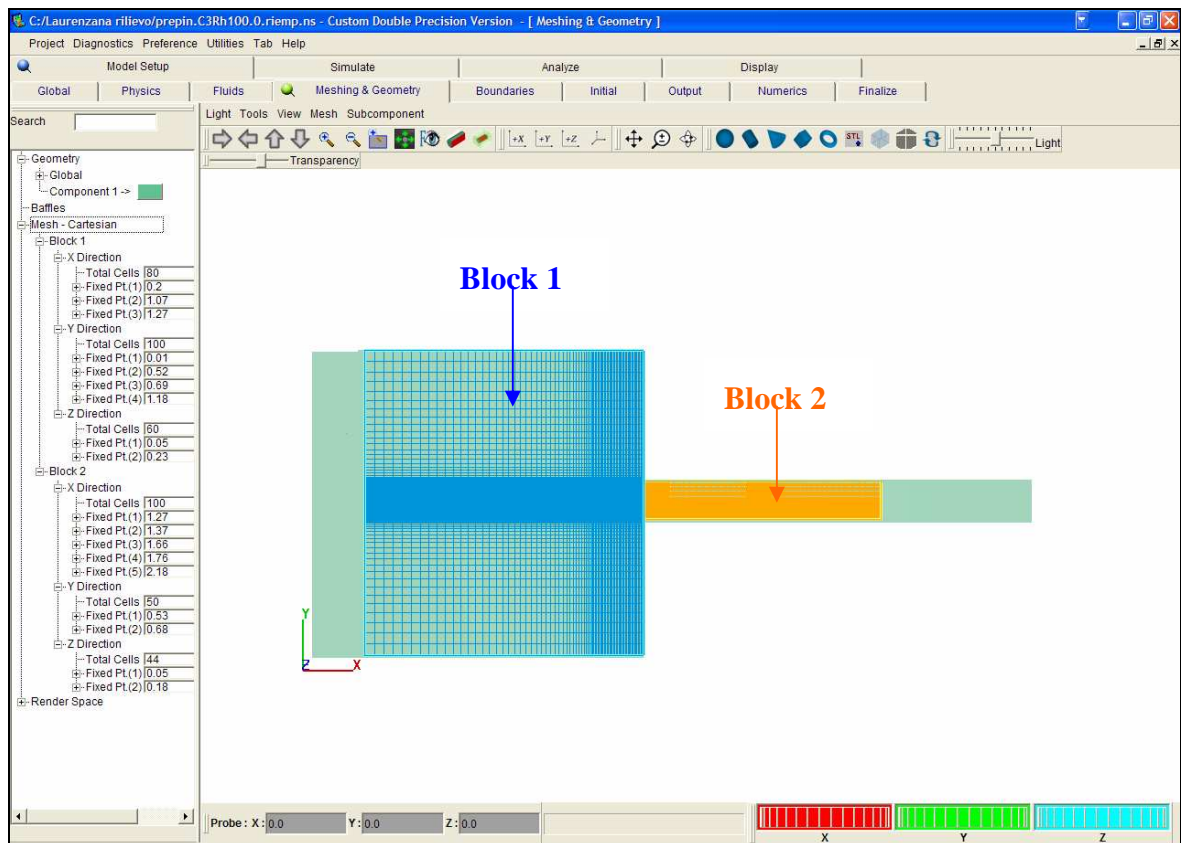 C:/Laurenzana rilievo/prepin.C3Rh100.0.riemp.ns - Custom Double Precision Version - [ Meshing & Geometry ]
Project Diagnostics Preference Utilities Tab Help
Model Setup Simulate Analyze Display
Global Physics Fluids Meshing & Geometry Boundaries Initial Output Numerics Finalize
Search
Light Tools View Mesh Subcomponent
+X +Y +Z STL Light
Transparency
Geometry
Global
Component 1 ->
Baffles
Mesh - Cartesian
Block 1
X Direction
Total Cells 80
Fixed Pt.(1) 0.2
Fixed Pt.(2) 1.07
Fixed Pt.(3) 1.27
Y Direction
Total Cells 100
Fixed Pt.(1) 0.01
Fixed Pt.(2) 0.52
Fixed Pt.(3) 0.69
Fixed Pt.(4) 1.18
Z Direction
Total Cells 60
Fixed Pt.(1) 0.05
Fixed Pt.(2) 0.23
Block 2
X Direction
Total Cells 100
Fixed Pt.(1) 1.27
Fixed Pt.(2) 1.37
Fixed Pt.(3) 1.66
Fixed Pt.(4) 1.76
Fixed Pt.(5) 2.18
Y Direction
Total Cells 50
Fixed Pt.(1) 0.53
Fixed Pt.(2) 0.68
Z Direction
Total Cells 44
Fixed Pt.(1) 0.05
Fixed Pt.(2) 0.18
Render Space
Block 1
Block 2
Y
Z X
Probe : X : 0.0 Y : 0.0 Z : 0.0
X Y Z